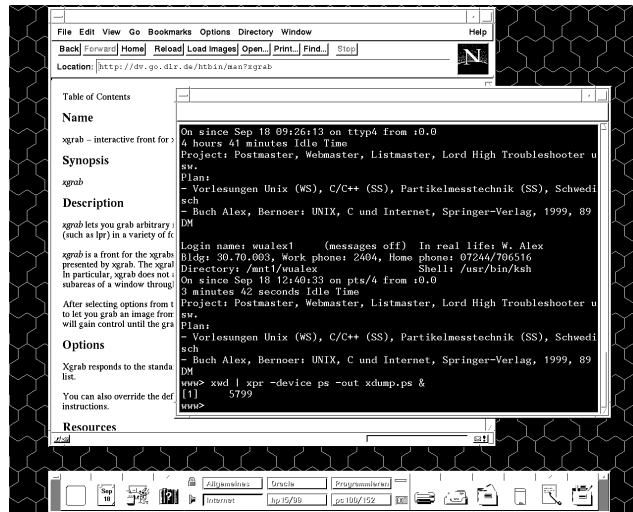 File Edit View Go Bookmarks Options Directory Window Help
Back Forward Home Reload Load Images Open... Print... Find... Stop
N
Location: http://dv.go.dlr.de/htbin/man?xgrab
Table of Contents
Name
xgrab – interactive front for
Synopsis
xgrab
Description
xgrab lets you grab arbitrary
(such as lpr) in a variety of fo
xgrab is a front for the xgrabs
presented by xgrab. The xgral
In particular, xgrab does not
subareas of a window throug
After selecting options from t
to let you grab an image from
will gain control until the gra
Options
Xgrab responds to the standa
list.
You can also override the def
instructions.
Resources
On since Sep 18 09:26:13 on ttyp4 from :0.0
4 hours 41 minutes Idle Time
Project: Postmaster, Webmaster, Listmaster, Lord High Troubleshooter u
sw.
Plan:
- Vorlesungen Unix (WS), C/C++ (SS), Partikelmesstechnik (SS), Schwedi
sch
- Buch Alex, Bernoer: UNIX, C und Internet, Springer-Verlag, 1999, 89
DM
Login name: wualex1 (messages off) In real life: W. Alex
Bldg: 30.70.003, Work phone: 2404, Home phone: 07244/706516
Directory: /mnt1/wualex Shell: /usr/bin/ksh
On since Sep 18 12:40:33 on pts/4 from :0.0
3 minutes 42 seconds Idle Time
Project: Postmaster, Webmaster, Listmaster, Lord High Troubleshooter u
sw.
Plan:
- Vorlesungen Unix (WS), C/C++ (SS), Partikelmesstechnik (SS), Schwedi
sch
- Buch Alex, Bernoer: UNIX, C und Internet, Springer-Verlag, 1999, 89
DM
www> xwd | xpr -device ps -out xdump.ps &
[1] 5799
www>
Sep
18
Allgemeines Oracle Programmieren
Internet hp15/99 ps100/152